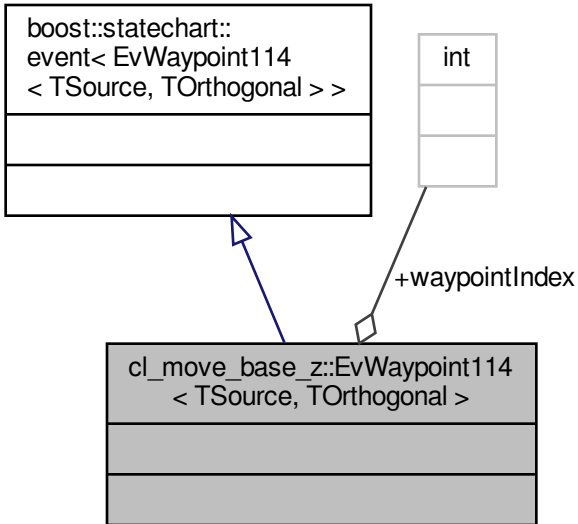 boost::statechart::
event< EvWaypoint114
< TSource, TOrthogonal > >
int
+waypointIndex
cl_move_base_z::EvWaypoint114
< TSource, TOrthogonal >